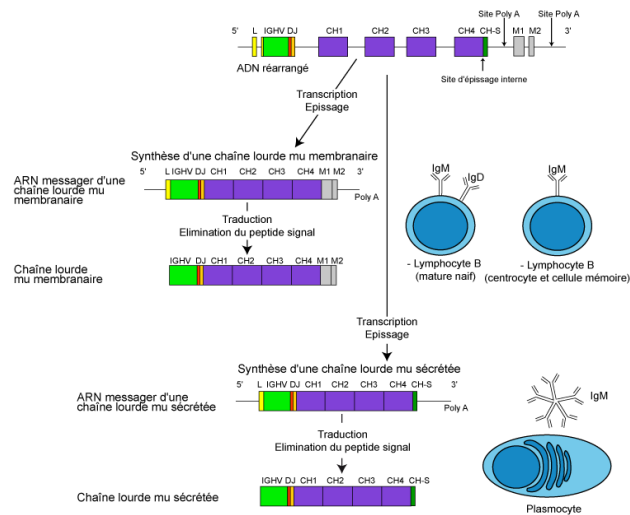 Site Poly A Site Poly A
5' L IGHV DJ CH1 CH2 CH3 CH4 CH-S M1 M2 3'
ADN réarrangé
Site d'épissage interne
Transcription
Epissage
Synthèse d'une chaîne lourde mu membranaire
ARN messager d'une
chaîne lourde mu
membranaire
5' L IGHV DJ CH1 CH2 CH3 CH4 M1 M2 3'
Poly A
Traduction
Elimination du peptide signal
Chaîne lourde
mu membranaire
IGHV DJ CH1 CH2 CH3 CH4 M1 M2
IgM
IgD
- Lymphocyte B
(mature naif)
IgM
- Lymphocyte B
(centrocyte et cellule mémoire)
Transcription
Epissage
Synthèse d'une chaîne lourde mu sécrétée
ARN messager d'une
chaîne lourde mu sécrétée
5' L IGHV DJ CH1 CH2 CH3 CH4 CH-S 3'
Poly A
Traduction
Elimination du peptide signal
Chaîne lourde mu sécrétée
IGHV DJ CH1 CH2 CH3 CH4 CH-S
IgM
Plasmocyte